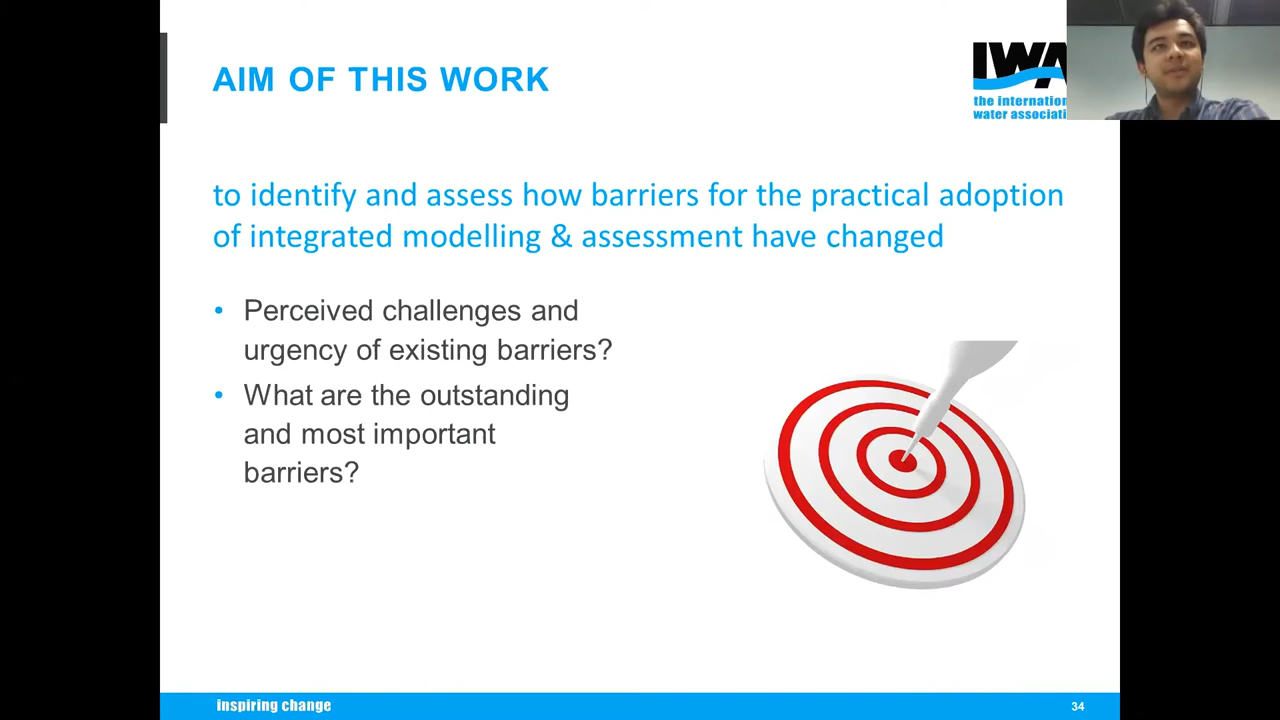 AIM OF THIS WORK
IWA
the internation
water associati
to identify and assess how barriers for the practical adoption
of integrated modelling & assessment have changed
• Perceived challenges and
urgency of existing barriers?
• What are the outstanding
and most important
barriers?
inspiring change
34